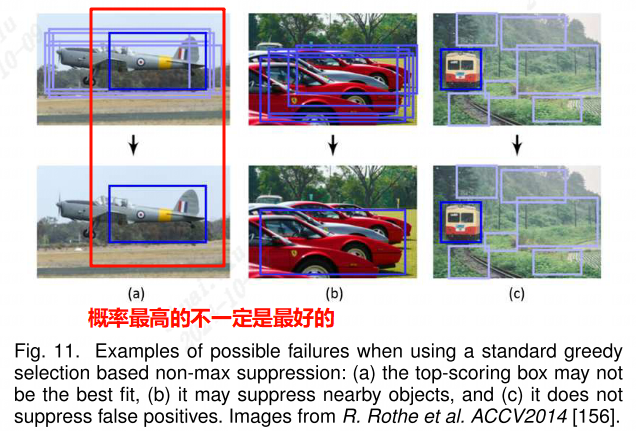 (a)
(b)
(c)
概率最高的不一定是最好的
Fig. 11. Examples of possible failures when using a standard greedy
selection based non-max suppression: (a) the top-scoring box may not
be the best fit, (b) it may suppress nearby objects, and (c) it does not
suppress false positives. Images from R. Rothe et al. ACCV2014 [156].